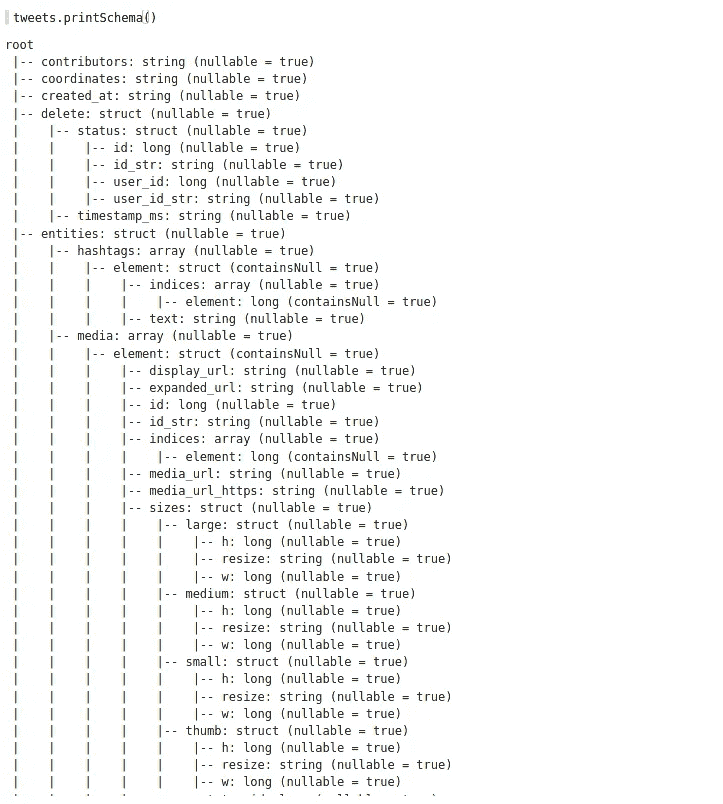 tweets.printSchema()
root
 |-- contributors: string (nullable = true)
 |-- coordinates: string (nullable = true)
 |-- created_at: string (nullable = true)
 |-- delete: struct (nullable = true)
 |    |-- status: struct (nullable = true)
 |    |    |-- id: long (nullable = true)
 |    |    |-- id_str: string (nullable = true)
 |    |    |-- user_id: long (nullable = true)
 |    |    |-- user_id_str: string (nullable = true)
 |    |-- timestamp_ms: string (nullable = true)
 |-- entities: struct (nullable = true)
 |    |-- hashtags: array (nullable = true)
 |    |    |-- element: struct (containsNull = true)
 |    |    |    |-- indices: array (nullable = true)
 |    |    |    |    |-- element: long (containsNull = true)
 |    |    |    |-- text: string (nullable = true)
 |    |-- media: array (nullable = true)
 |    |    |-- element: struct (containsNull = true)
 |    |    |    |-- display_url: string (nullable = true)
 |    |    |    |-- expanded_url: string (nullable = true)
 |    |    |    |-- id: long (nullable = true)
 |    |    |    |-- id_str: string (nullable = true)
 |    |    |    |-- indices: array (nullable = true)
 |    |    |    |    |-- element: long (containsNull = true)
 |    |    |    |-- media_url: string (nullable = true)
 |    |    |    |-- media_url_https: string (nullable = true)
 |    |    |    |-- sizes: struct (nullable = true)
 |    |    |    |    |-- large: struct (nullable = true)
 |    |    |    |    |    |-- h: long (nullable = true)
 |    |    |    |    |    |-- resize: string (nullable = true)
 |    |    |    |    |    |-- w: long (nullable = true)
 |    |    |    |    |-- medium: struct (nullable = true)
 |    |    |    |    |    |-- h: long (nullable = true)
 |    |    |    |    |    |-- resize: string (nullable = true)
 |    |    |    |    |    |-- w: long (nullable = true)
 |    |    |    |    |-- small: struct (nullable = true)
 |    |    |    |    |    |-- h: long (nullable = true)
 |    |    |    |    |    |-- resize: string (nullable = true)
 |    |    |    |    |    |-- w: long (nullable = true)
 |    |    |    |    |-- thumb: struct (nullable = true)
 |    |    |    |    |    |-- h: long (nullable = true)
 |    |    |    |    |    |-- resize: string (nullable = true)
 |    |    |    |    |    |-- w: long (nullable = true)